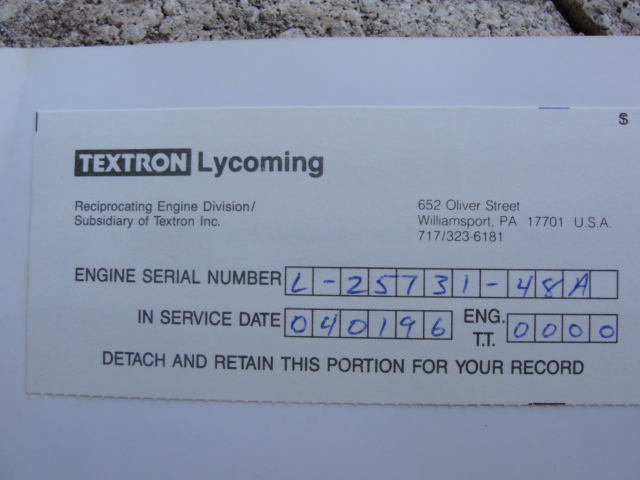 $
TEXTRON Lycoming
Reciprocating Engine Division/
Subsidiary of Textron Inc.
652 Oliver Street
Williamsport, PA 17701 U.S.A.
717/323-6181
ENGINE SERIAL NUMBER L-25731-48A
IN SERVICE DATE 040196 ENG. T.T. 0000
DETACH AND RETAIN THIS PORTION FOR YOUR RECORD